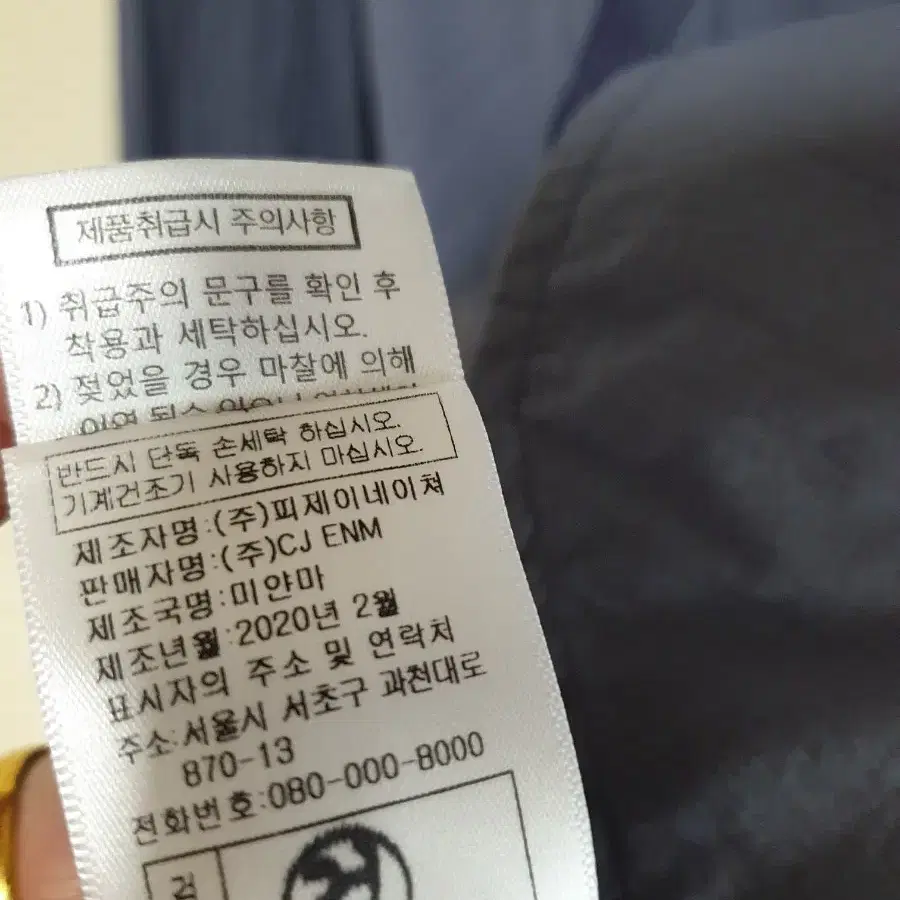 제품취급시 주의사항
1) 취급주의 문구를 확인 후
착용과 세탁하십시오.
2) 젖었을 경우 마찰에 의해
반드시 단독 손세탁 하십시오.
기계건조기 사용하지 마십시오.
제조자명:(주)피제이네이쳐
판매자명:(주)CJ ENM
제조국명:미얀마
제조년월:2020년 2월
표시자의 주소 및 연락처
주소:서울시 서초구 과천대로
870-13
전화번호:080-000-8000
검